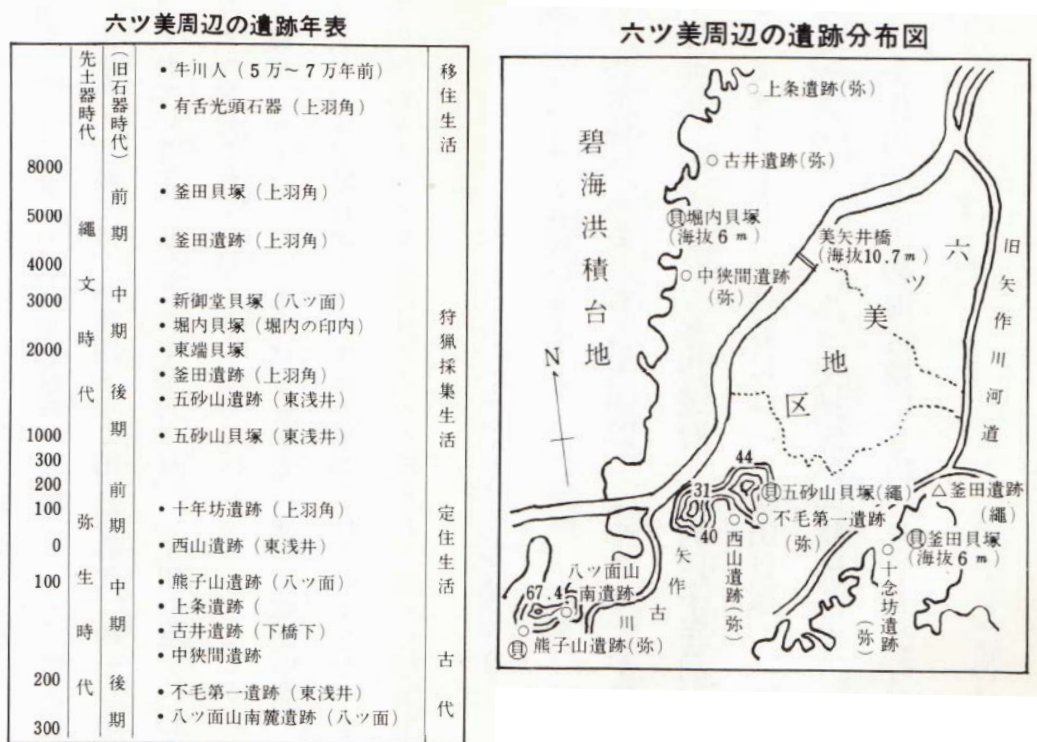 六ツ美周辺の遺跡年表
先土器時代
(旧石器時代)
・牛川人（5万～7万年前）
・有舌光頭石器（上羽角）
移住生活
8000
5000
4000
3000
2000
1000
300
200
100
0
100
200
300
縄文時代
前期
中期
後期
・釜田貝塚（上羽角）
・釜田遺跡（上羽角）
・新御堂貝塚（八ツ面）
・堀内貝塚（堀内の印内）
・東端貝塚
・釜田遺跡（上羽角）
・五砂山遺跡（東浅井）
・五砂山貝塚（東浅井）
狩猟採集生活
弥生時代
前期
中期
後期
・十年坊遺跡（上羽角）
・西山遺跡（東浅井）
・熊子山遺跡（八ツ面）
・上条遺跡（
・古井遺跡（下橋下）
・中狭間遺跡
・不毛第一遺跡（東浅井）
・八ツ面山南麓遺跡（八ツ面）
定住生活
古代
六ツ美周辺の遺跡分布図
碧海洪積台地
○上条遺跡(弥)
○古井遺跡(弥)
貝堀内貝塚
(海抜6m)
○中狭間遺跡
(弥)
美矢井橋
(海抜10.7m)
六ツ美地区
旧矢作川河道
N
44
31
40
貝五砂山貝塚(縄)
○不毛第一遺跡
(弥)
○西山遺跡(弥)
△釜田遺跡
(縄)
貝釜田貝塚
(海抜6m)
○十念坊遺跡(弥)
矢作古川
八ツ面山
南遺跡
67.4
貝
熊子山遺跡(弥)